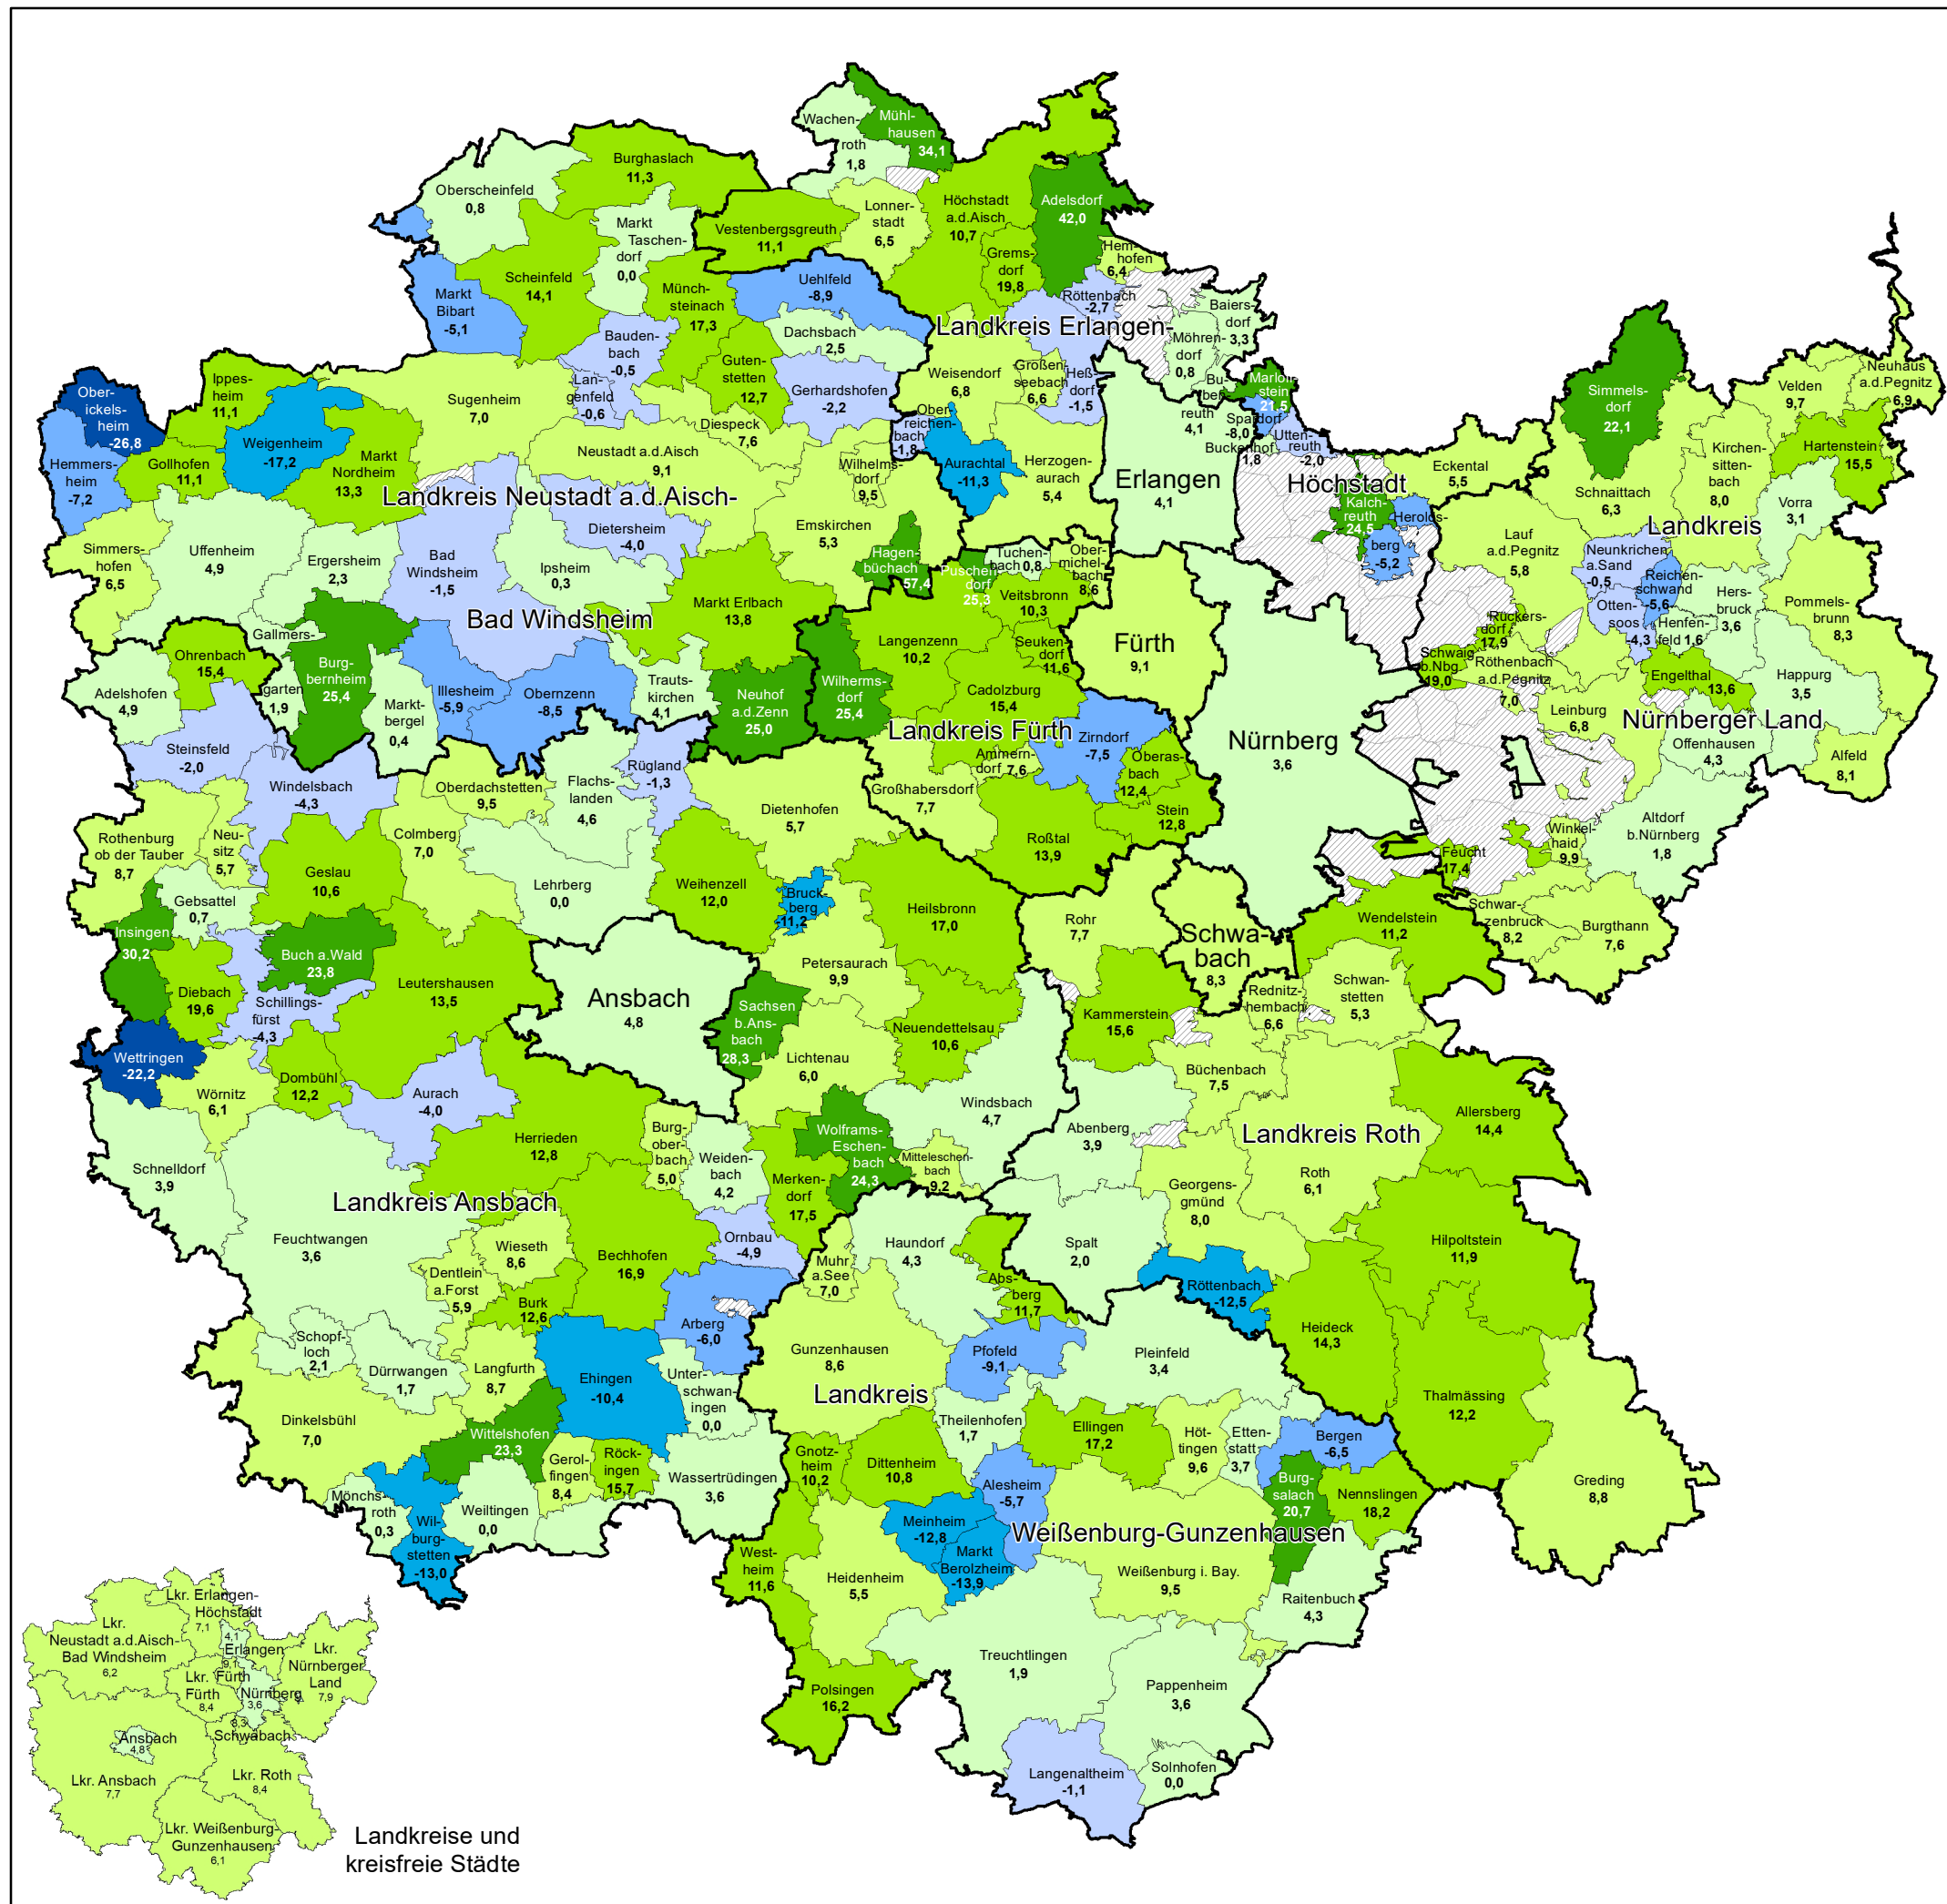 Wachen-
roth
1,8
Mühl-
hausen
34,1
Burghaslach
11,3
Oberscheinfeld
0,8
Markt
Taschen-
dorf
0,0
Vestenbergsgreuth
11,1
Lonner-
stadt
6,5
Höchstadt
a.d.Aisch
10,7
Adelsdorf
42,0
Grems-
dorf
19,8
Hem-
hofen
6,4
Röttenbach
-2,7
Baiers-
dorf
3,3
Möhren-
dorf
0,8
Scheinfeld
14,1
Münch-
steinach
17,3
Uehlfeld
-8,9
Markt
Bibart
-5,1
Bauden-
bach
-0,5
Dachsbach
2,5
Landkreis Erlangen-
Höchstadt
Guten-
stetten
12,7
Gerhardshofen
-2,2
Weisendorf
6,8
Großen-
seebach
6,6
Heß-
dorf
-1,5
Bu-
ben-
reuth
4,1
Marlof-
stein
21,5
Spardorf
-8,0
Utten-
reuth
-2,0
Buckenhof
1,8
Ober-
ickels-
heim
-26,8
Ippes-
heim
11,1
Weigenheim
-17,2
Sugenheim
7,0
Lan-
genfeld
-0,6
Diespeck
7,6
Ober-
reichen-
bach
-1,8
Aurachtal
-11,3
Herzogen-
aurach
5,4
Erlangen
4,1
Hemmers-
heim
-7,2
Gollhofen
11,1
Markt
Nordheim
13,3
Neustadt a.d.Aisch
9,1
Wilhelms-
dorf
9,5
Landkreis Neustadt a.d.Aisch-
Bad Windsheim
Simmers-
hofen
6,5
Uffenheim
4,9
Ergersheim
2,3
Bad
Windsheim
-1,5
Dietersheim
-4,0
Ipsheim
0,3
Emskirchen
5,3
Hagen-
büchach
57,4
Markt Erlbach
13,8
Puschen-
dorf
25,3
Tuchen-
bach 0,8
Ober-
michel-
bach
8,6
Veitsbronn
10,3
Kalch-
reuth
24,5
Herolds-
berg
-5,2
Eckental
5,5
Simmels-
dorf
22,1
Velden
9,7
Neuhaus
a.d.Pegnitz
6,9
Hartenstein
15,5
Kirchen-
sitten-
bach
8,0
Schnaittach
6,3
Vorra
3,1
Landkreis
Nürnberger Land
Lauf
a.d.Pegnitz
5,8
Neunkirchen
a.Sand
-0,5
Reichen-
schwand
-5,6
Otten-
soos
-4,3
Henfen-
feld 1,6
Hers-
bruck
3,6
Pommels-
brunn
8,3
Rückers-
dorf
17,9
Schwaig
b.Nbg.
19,0
Röthenbach
a.d.Pegnitz
7,0
Engelthal
13,6
Happurg
3,5
Leinburg
6,8
Offenhausen
4,3
Alfeld
8,1
Altdorf
b.Nürnberg
1,8
Winkel-
haid
9,9
Feucht
17,4
Schwar-
zenbruck
8,2
Burgthann
7,6
Gallmers-
garten
1,9
Burg-
bernheim
25,4
Ohrenbach
15,4
Adelshofen
4,9
Markt-
bergel
0,4
Illesheim
-5,9
Obernzenn
-8,5
Trauts-
kirchen
4,1
Neuhof
a.d.Zenn
25,0
Wilherms-
dorf
25,4
Langenzenn
10,2
Seuken-
dorf
11,6
Cadolzburg
15,4
Fürth
9,1
Nürnberg
3,6
Landkreis Fürth
Ammern-
dorf 7,6
Zirndorf
-7,5
Oberas-
bach
12,4
Stein
12,8
Großhabersdorf
7,7
Roßtal
13,9
Steinsfeld
-2,0
Windelsbach
-4,3
Oberdachstetten
9,5
Flachs-
landen
4,6
Rügland
-1,3
Dietenhofen
5,7
Rothenburg
ob der Tauber
8,7
Neu-
sitz
5,7
Geslau
10,6
Colmberg
7,0
Lehrberg
0,0
Weihenzell
12,0
Bruck-
berg
-11,2
Heilsbronn
17,0
Gebsattel
0,7
Insingen
30,2
Buch a.Wald
23,8
Leutershausen
13,5
Diebach
19,6
Schillings-
fürst
-4,3
Ansbach
4,8
Sachsen
b.Ans-
bach
28,3
Petersaurach
9,9
Neuendettelsau
10,6
Lichtenau
6,0
Rohr
7,7
Schwa-
bach
8,3
Kammerstein
15,6
Rednitz-
hembach
6,6
Wendelstein
11,2
Schwan-
stetten
5,3
Wettringen
-22,2
Wörnitz
6,1
Dombühl
12,2
Aurach
-4,0
Herrieden
12,8
Burg-
ober-
bach
5,0
Weiden-
bach
4,2
Wolframs-
Eschen-
bach
24,3
Merken-
dorf
17,5
Mitteleschen-
bach
9,2
Windsbach
4,7
Büchenbach
7,5
Abenberg
3,9
Landkreis Roth
Roth
6,1
Allersberg
14,4
Georgens-
gmünd
8,0
Spalt
2,0
Hilpoltstein
11,9
Röttenbach
-12,5
Heideck
14,3
Thalmässing
12,2
Greding
8,8
Schnelldorf
3,9
Landkreis Ansbach
Feuchtwangen
3,6
Wieseth
8,6
Dentlein
a.Forst
5,9
Burk
12,6
Bechhofen
16,9
Ornbau
-4,9
Arberg
-6,0
Schopf-
loch
2,1
Dürrwangen
1,7
Langfurth
8,7
Ehingen
-10,4
Unter-
schwan-
ingen
0,0
Dinkelsbühl
7,0
Wittelshofen
23,3
Gerol-
fingen
8,4
Röck-
ingen
15,7
Wassertrüdingen
3,6
Mönchs-
roth
0,3
Wil-
burg-
stetten
-13,0
Weiltingen
0,0
Muhr
a.See
7,0
Haundorf
4,3
Abs-
berg
11,7
Gunzenhausen
8,6
Pfofeld
-9,1
Pleinfeld
3,4
Landkreis
Weißenburg-Gunzenhausen
Theilenhofen
1,7
Ellingen
17,2
Höt-
tingen
9,6
Etten-
statt
3,7
Bergen
-6,5
Burg-
salach
20,7
Nennslingen
18,2
Gnotz-
heim
10,2
Dittenheim
10,8
Alesheim
-5,7
Meinheim
-12,8
Markt
Berolzheim
-13,9
West-
heim
11,6
Heidenheim
5,5
Weißenburg i. Bay.
9,5
Raitenbuch
4,3
Treuchtlingen
1,9
Pappenheim
3,6
Polsingen
16,2
Langenaltheim
-1,1
Solnhofen
0,0
Lkr. Erlangen-
Höchstadt
7,1
Lkr.
Neustadt a.d.Aisch-
Bad Windsheim
6,2
4,1
Erlangen
9,1
Fürth
Lkr.
Fürth
8,4
Nürnberg
3,6
Lkr.
Nürnberger
Land
7,9
8,3
Schwabach
Ansbach
4,8
Lkr. Ansbach
7,7
Lkr. Roth
8,4
Lkr. Weißenburg-
Gunzenhausen
6,1
Landkreise und
kreisfreie Städte